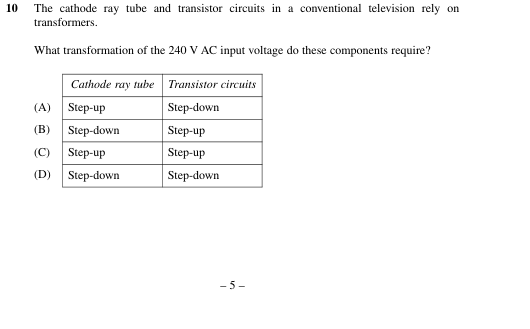 10 The cathode ray tube and transistor circuits in a conventional television rely on
transformers.
What transformation of the 240 V AC input voltage do these components require?
Cathode ray tube Transistor circuits
(A) Step-up Step-down
(B) Step-down Step-up
(C) Step-up Step-up
(D) Step-down Step-down
– 5 –